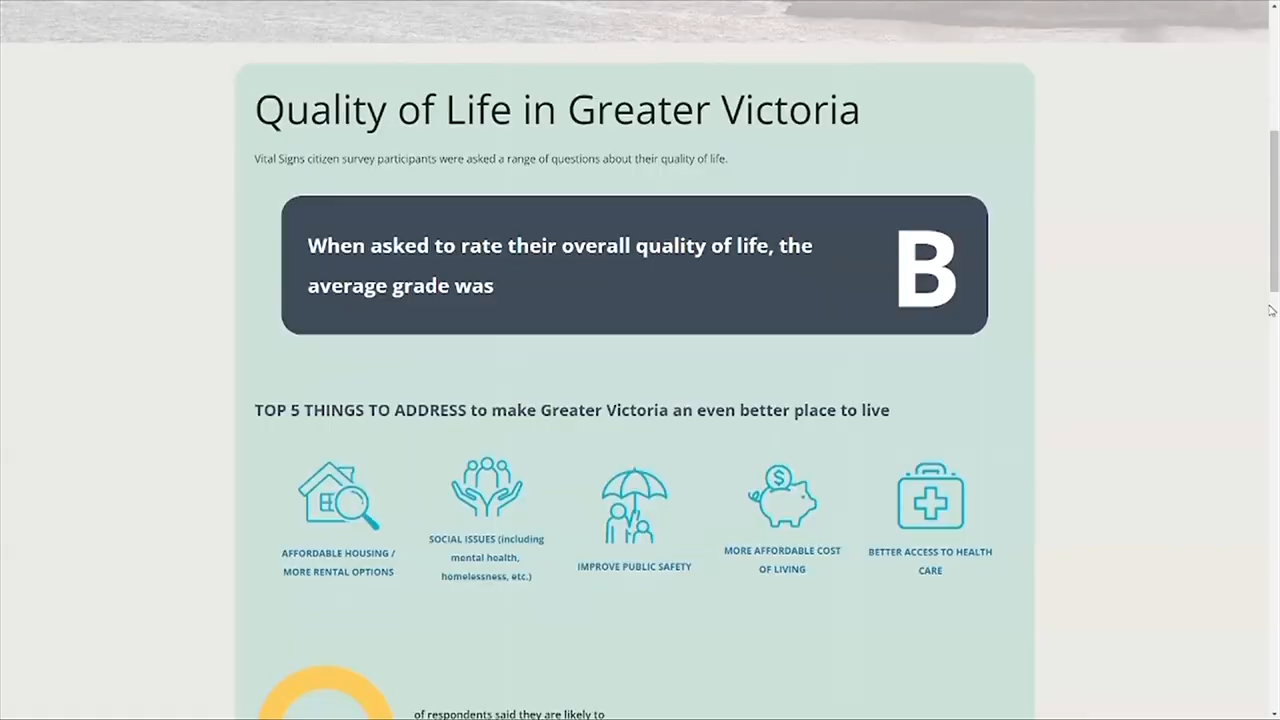 Quality of Life in Greater Victoria
Vital Signs citizen survey participants were asked a range of questions about their quality of life.
When asked to rate their overall quality of life, the
average grade was
B
TOP 5 THINGS TO ADDRESS to make Greater Victoria an even better place to live
AFFORDABLE HOUSING /
MORE RENTAL OPTIONS
SOCIAL ISSUES (including
mental health,
homelessness, etc.)
IMPROVE PUBLIC SAFETY
MORE AFFORDABLE COST
OF LIVING
BETTER ACCESS TO HEALTH
CARE
of respondents said they are likely to